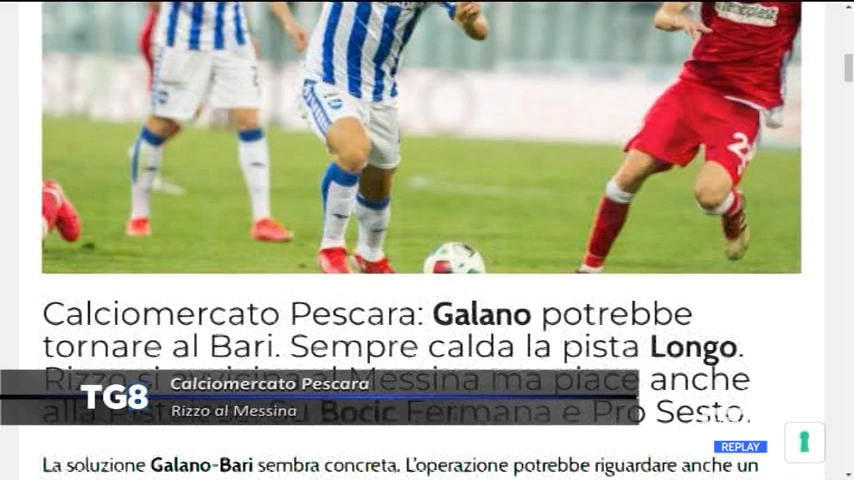 Calciomercato Pescara: Galano potrebbe
tornare al Bari. Sempre calda la pista Longo.
Rizzo si avvicina al Messina ma piace anche
alla Pistoiese. Su Bocic Fermana e Pro Sesto.
TG8
Calciomercato Pescara
Rizzo al Messina
REPLAY
La soluzione Galano-Bari sembra concreta. L'operazione potrebbe riguardare anche un